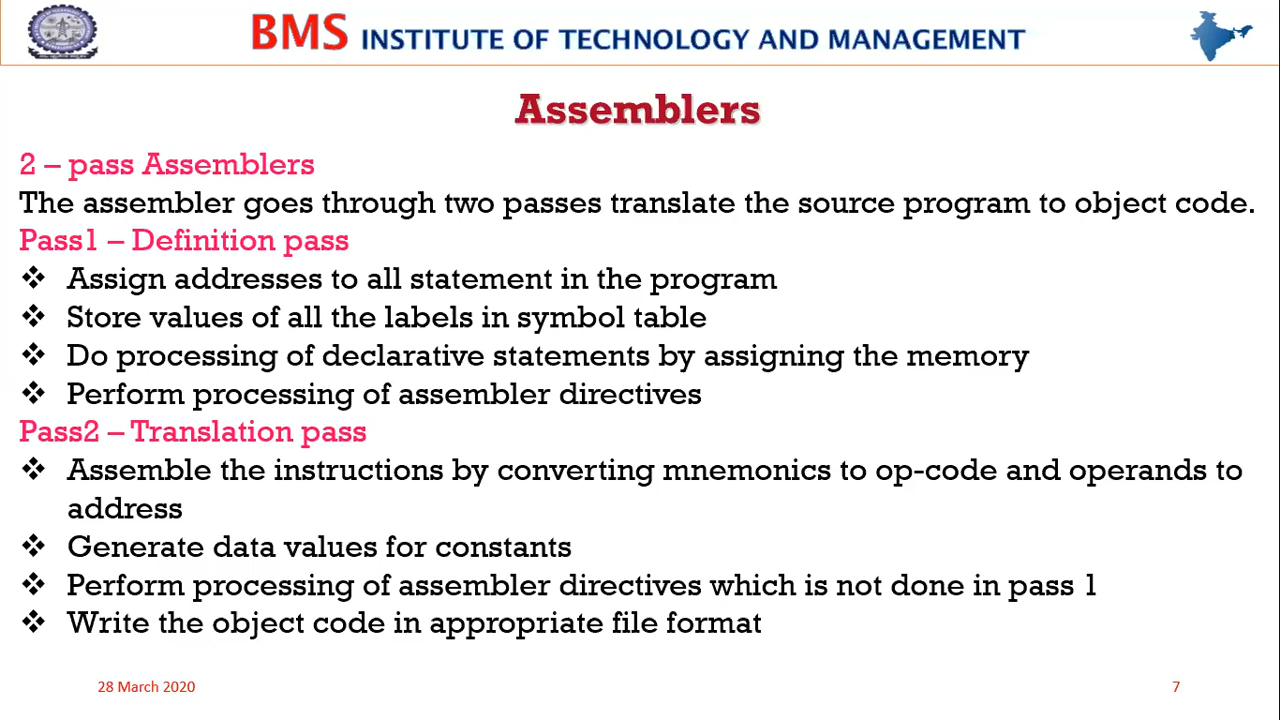 BMS INSTITUTE OF TECHNOLOGY AND MANAGEMENT
Assemblers
2 – pass Assemblers
The assembler goes through two passes translate the source program to object code.
Pass1 – Definition pass
❖ Assign addresses to all statement in the program
❖ Store values of all the labels in symbol table
❖ Do processing of declarative statements by assigning the memory
❖ Perform processing of assembler directives
Pass2 – Translation pass
❖ Assemble the instructions by converting mnemonics to op-code and operands to
address
❖ Generate data values for constants
❖ Perform processing of assembler directives which is not done in pass 1
❖ Write the object code in appropriate file format
28 March 2020
7